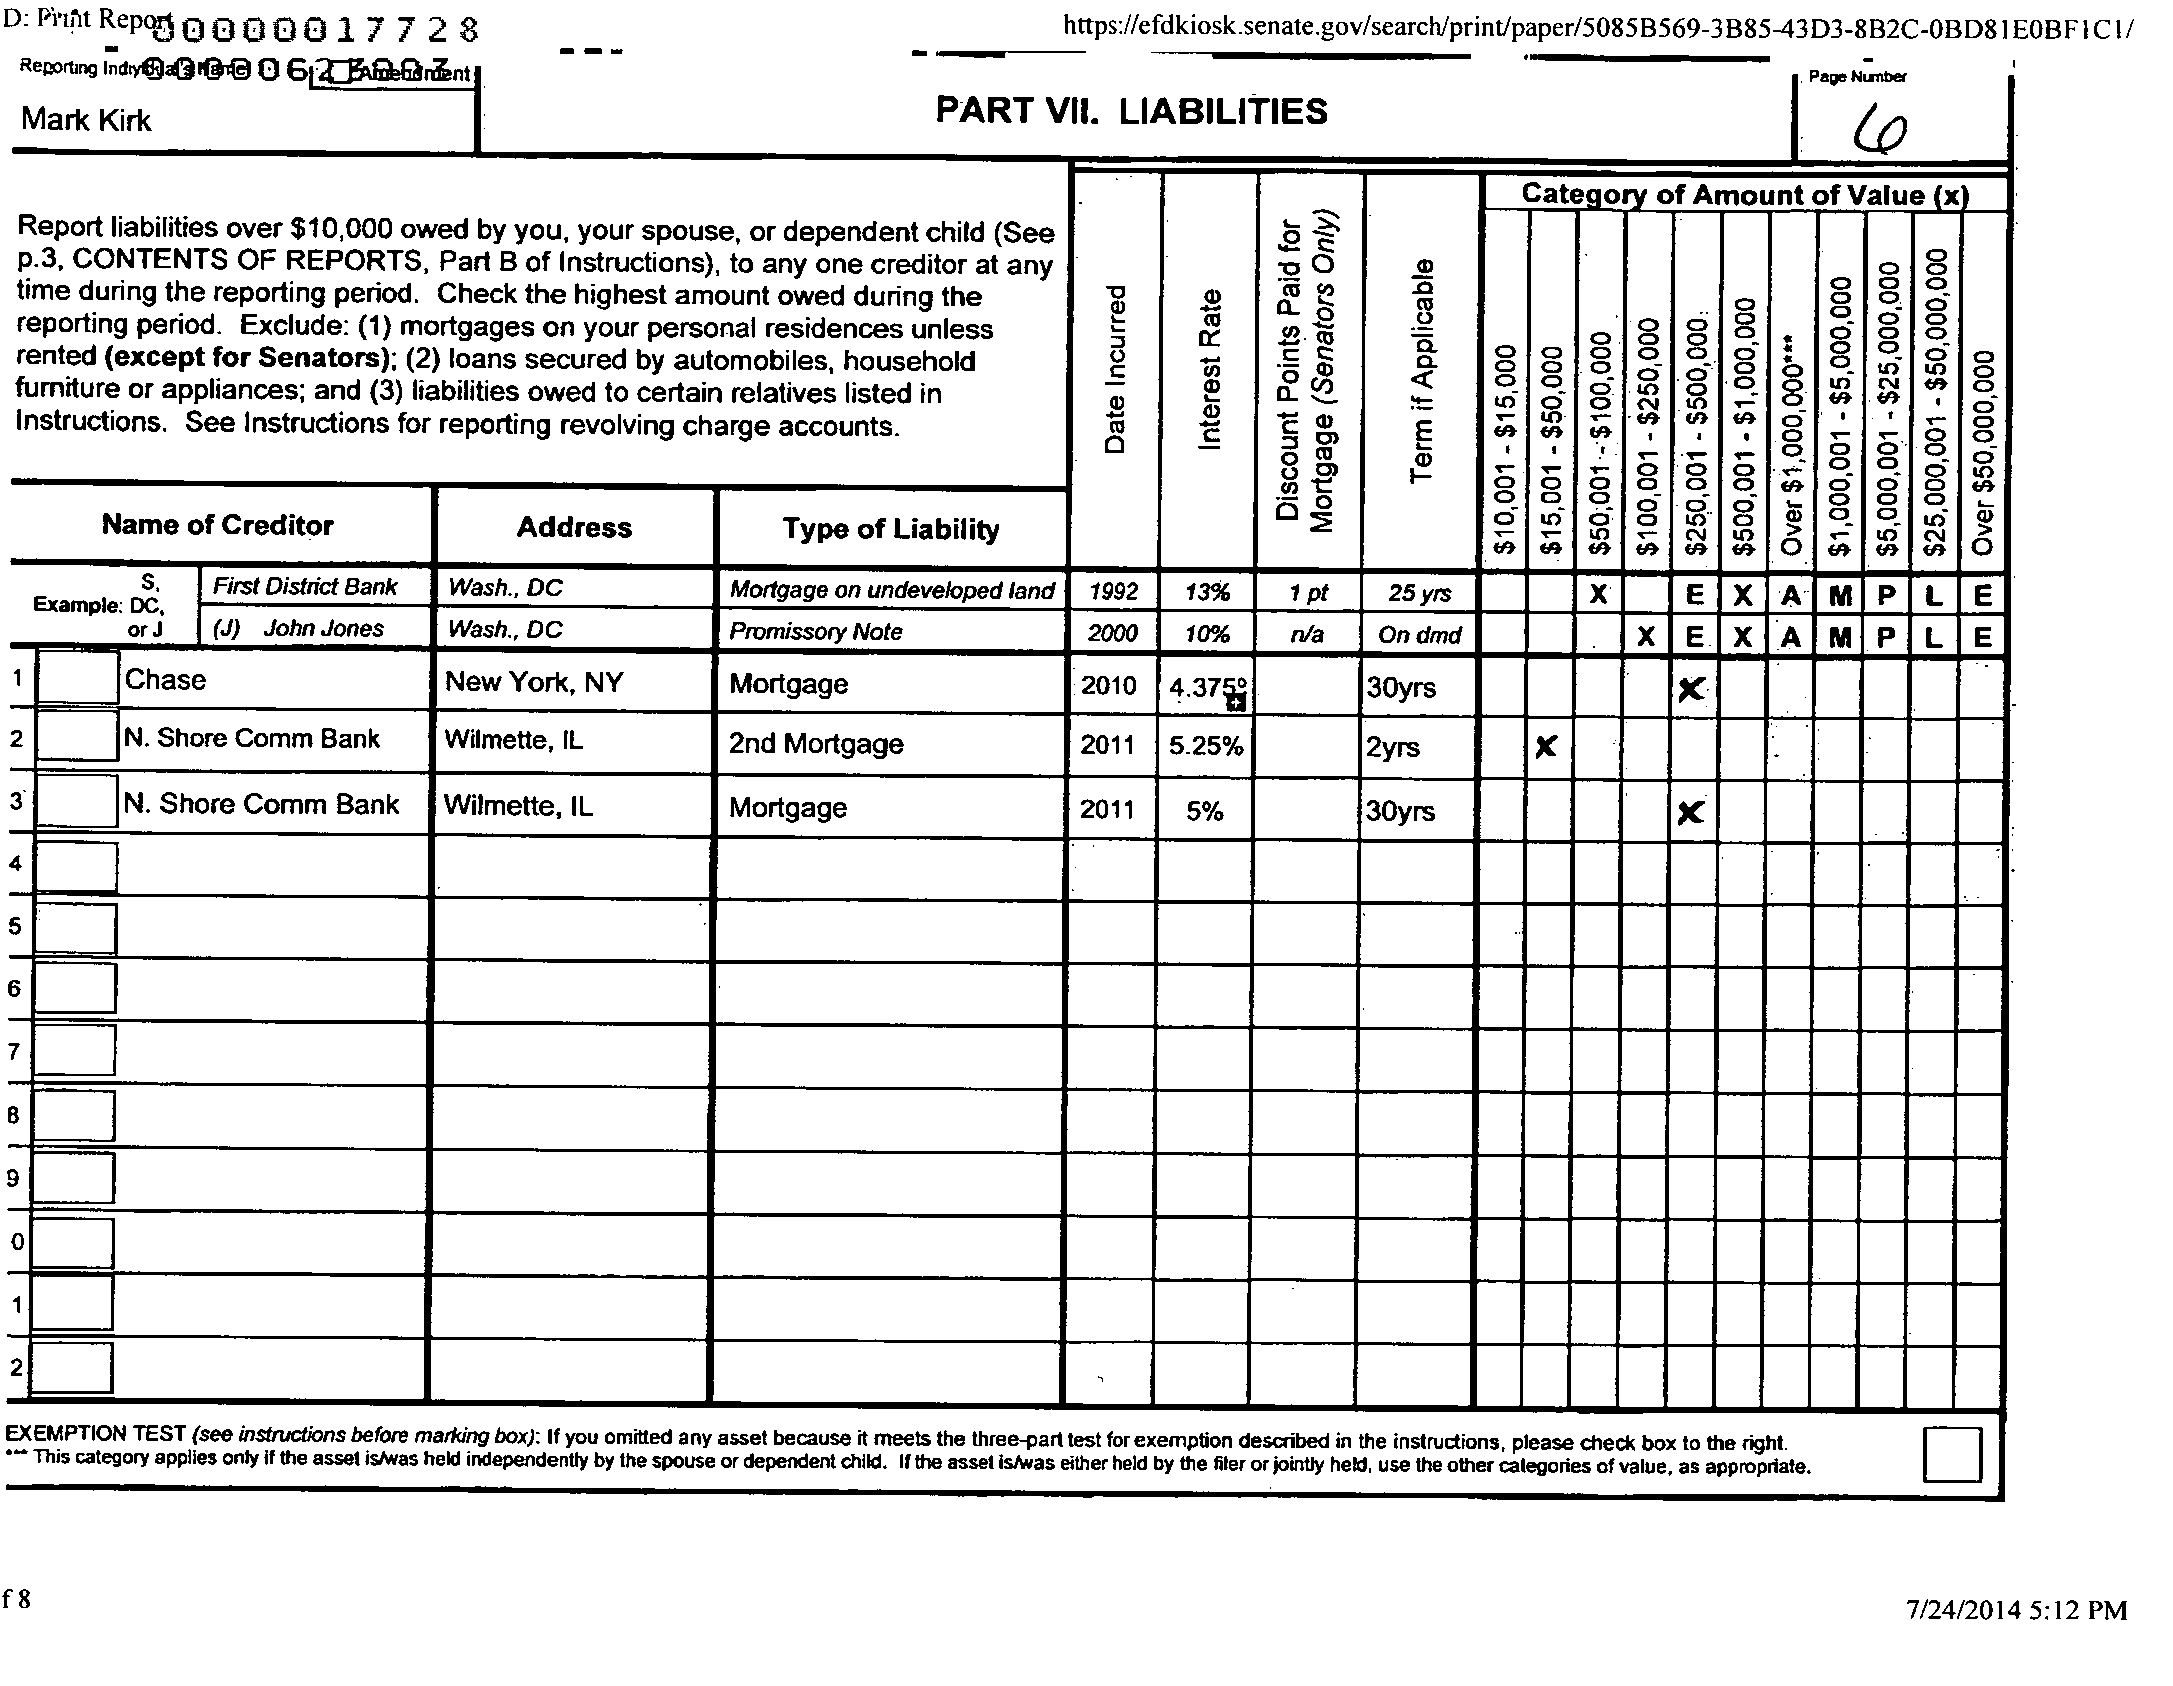 D: Print Report https://efdkiosk.senate.gov/search/print/paper/5085B569-3B85-43D3-8B2C-0BD81E0BF1C1/
00000017728
Reporting Individual's Name Amendment Page Number
Mark Kirk PART VII. LIABILITIES 6
Category of Amount of Value (x)
Report liabilities over $10,000 owed by you, your spouse, or dependent child (See
p.3, CONTENTS OF REPORTS, Part B of Instructions), to any one creditor at any
time during the reporting period. Check the highest amount owed during the
reporting period. Exclude: (1) mortgages on your personal residences unless
rented (except for Senators); (2) loans secured by automobiles, household
furniture or appliances; and (3) liabilities owed to certain relatives listed in
Instructions. See Instructions for reporting revolving charge accounts.
Date Incurred
Interest Rate
Discount Points Paid for
Mortgage (Senators Only)
Term if Applicable
$10,001 - $15,000
$15,001 - $50,000
$50,001 - $100,000
$100,001 - $250,000
$250,001 - $500,000
$500,001 - $1,000,000
Over $1,000,000***
$1,000,001 - $5,000,000
$5,000,001 - $25,000,000
$25,000,001 - $50,000,000
Over $50,000,000
Name of Creditor Address Type of Liability
Example: S, DC, or J
First District Bank Wash., DC Mortgage on undeveloped land 1992 13% 1 pt 25 yrs X E X A M P L E
(J) John Jones Wash., DC Promissory Note 2000 10% n/a On dmd X E X A M P L E
1 Chase New York, NY Mortgage 2010 4.375% 30yrs X
2 N. Shore Comm Bank Wilmette, IL 2nd Mortgage 2011 5.25% 2yrs X
3 N. Shore Comm Bank Wilmette, IL Mortgage 2011 5% 30yrs X
4
5
6
7
8
9
0
1
2
EXEMPTION TEST (see instructions before marking box): If you omitted any asset because it meets the three-part test for exemption described in the instructions, please check box to the right.
*** This category applies only if the asset is/was held independently by the spouse or dependent child. If the asset is/was either held by the filer or jointly held, use the other categories of value, as appropriate.
f 8 7/24/2014 5:12 PM